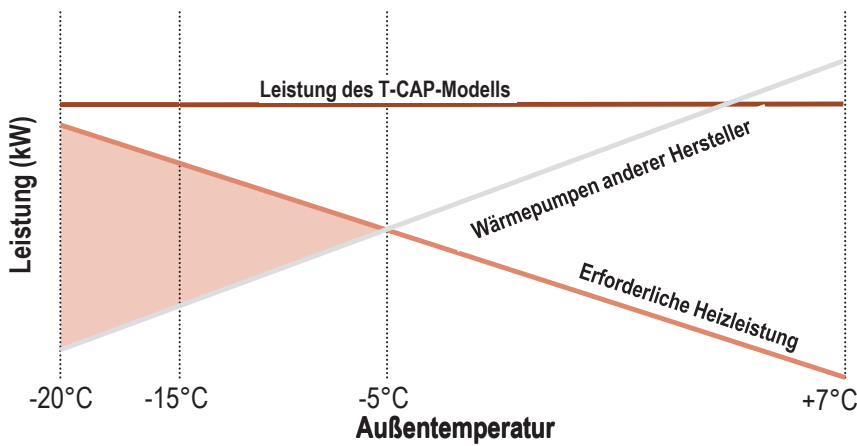 Leistung des T-CAP-Modells
Leistung (kW)
Wärmepumpen anderer Hersteller
Erforderliche Heizleistung
-20°C -15°C -5°C +7°C
Außentemperatur